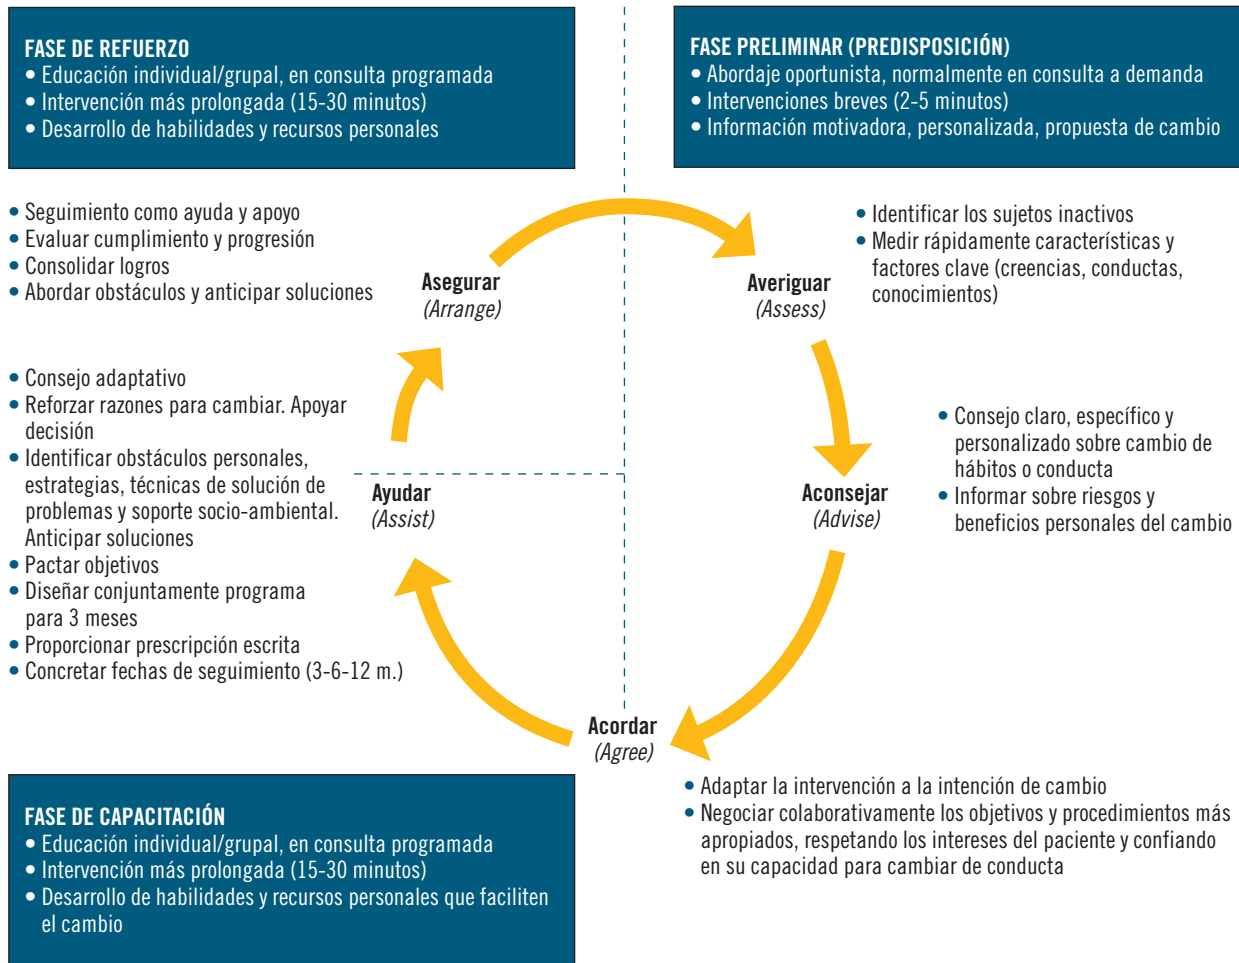 FASE DE REFUERZO
• Educación individual/grupal, en consulta programada
• Intervención más prolongada (15-30 minutos)
• Desarrollo de habilidades y recursos personales
FASE PRELIMINAR (PREDISPOSICIÓN)
• Abordaje oportunista, normalmente en consulta a demanda
• Intervenciones breves (2-5 minutos)
• Información motivadora, personalizada, propuesta de cambio
• Seguimiento como ayuda y apoyo
• Evaluar cumplimiento y progresión
• Consolidar logros
• Abordar obstáculos y anticipar soluciones
Asegurar
(Arrange)
Averiguar
(Assess)
• Identificar los sujetos inactivos
• Medir rápidamente características y
factores clave (creencias, conductas,
conocimientos)
• Consejo adaptativo
• Reforzar razones para cambiar. Apoyar
decisión
• Identificar obstáculos personales,
estrategias, técnicas de solución de
problemas y soporte socio-ambiental.
Anticipar soluciones
• Pactar objetivos
• Diseñar conjuntamente programa
para 3 meses
• Proporcionar prescripción escrita
• Concretar fechas de seguimiento (3-6-12 m.)
Ayudar
(Assist)
Aconsejar
(Advise)
• Consejo claro, específico y
personalizado sobre cambio de
hábitos o conducta
• Informar sobre riesgos y
beneficios personales del cambio
Acordar
(Agree)
• Adaptar la intervención a la intención de cambio
• Negociar colaborativamente los objetivos y procedimientos más
apropiados, respetando los intereses del paciente y confiando
en su capacidad para cambiar de conducta
FASE DE CAPACITACIÓN
• Educación individual/grupal, en consulta programada
• Intervención más prolongada (15-30 minutos)
• Desarrollo de habilidades y recursos personales que faciliten
el cambio